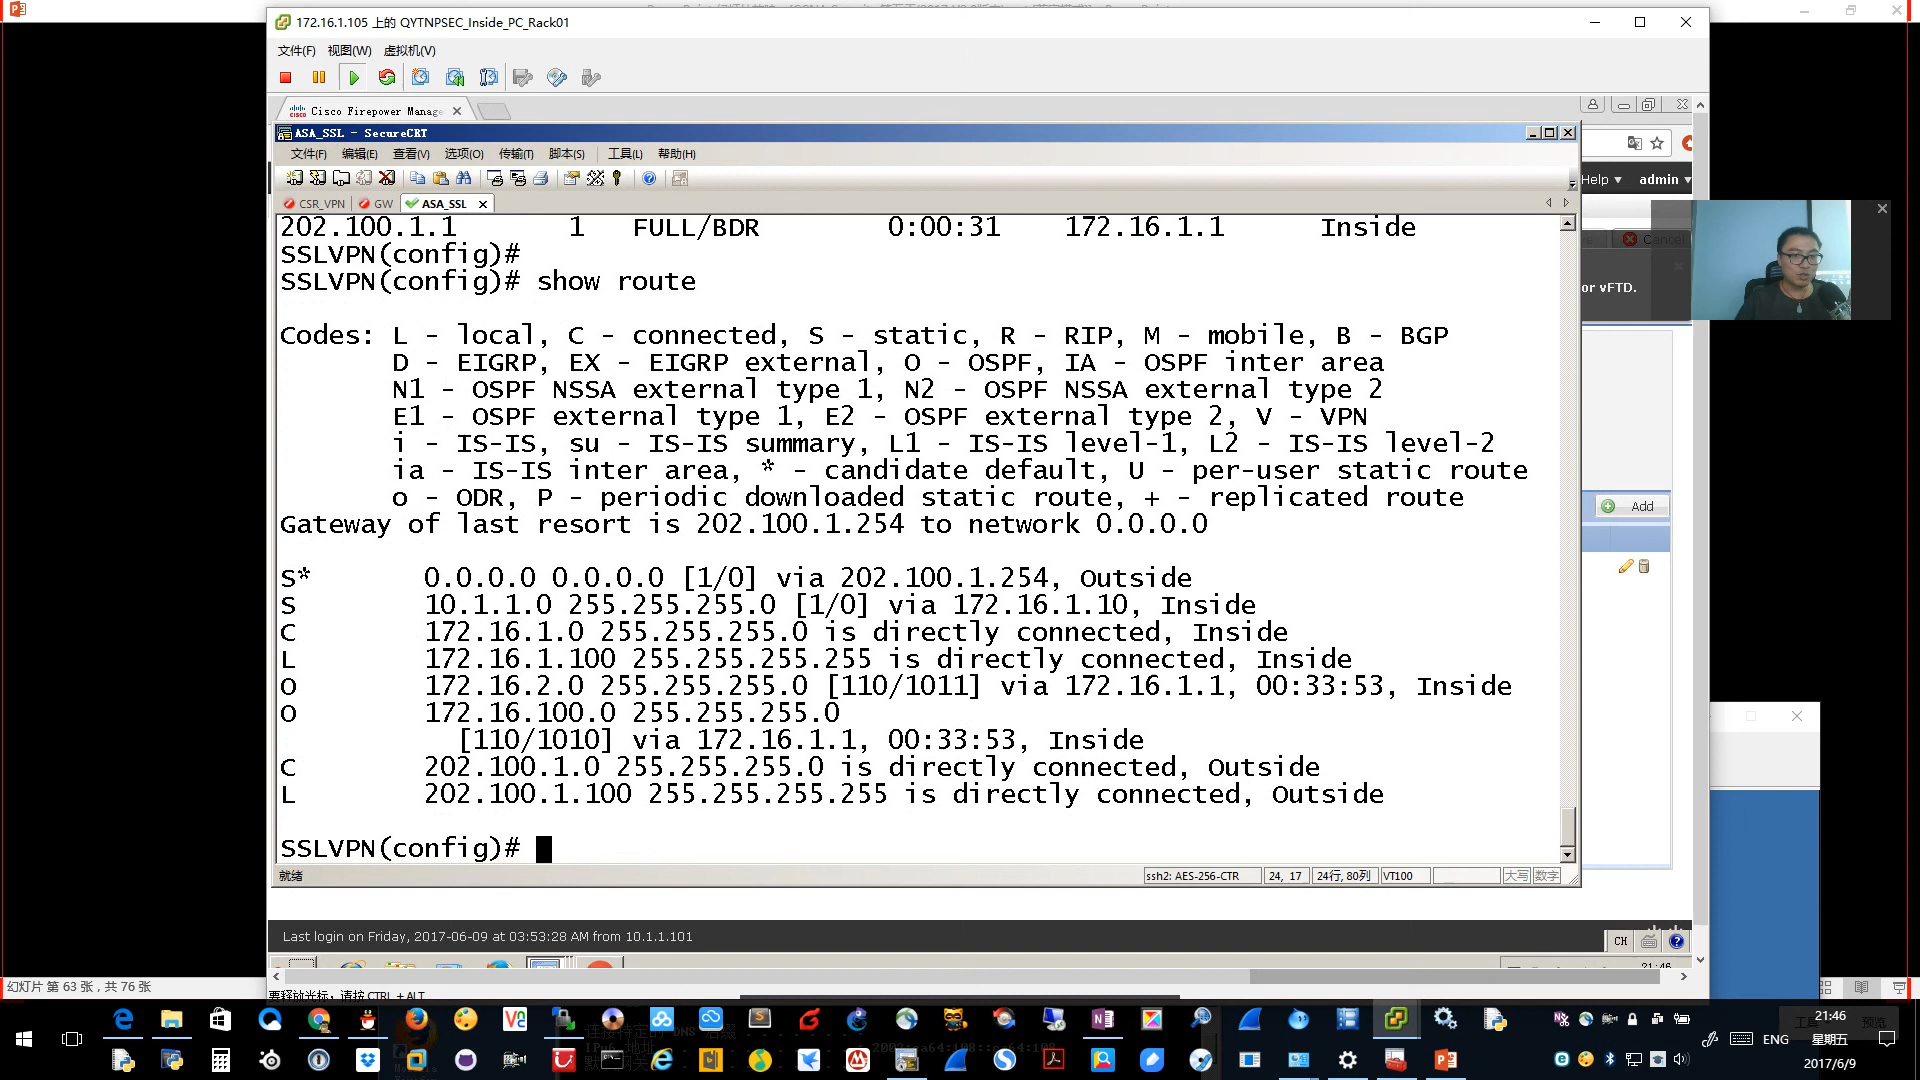 172.16.1.105 上的 QYTNPSEC_Inside_PC_Rack01
文件(F) 视图(W) 虚拟机(V)
Cisco Firepower Manage
ASA_SSL - SecureCRT
文件(F) 编辑(E) 查看(V) 选项(O) 传输(T) 脚本(S) 工具(L) 帮助(H)
Help admin
CSR_VPN GW ASA_SSL
202.100.1.1 1 FULL/BDR 0:00:31 172.16.1.1 Inside
Cancel
SSLVPN(config)#
SSLVPN(config)# show route
or vFTD.
Codes: L - local, C - connected, S - static, R - RIP, M - mobile, B - BGP
D - EIGRP, EX - EIGRP external, O - OSPF, IA - OSPF inter area
N1 - OSPF NSSA external type 1, N2 - OSPF NSSA external type 2
E1 - OSPF external type 1, E2 - OSPF external type 2, V - VPN
i - IS-IS, su - IS-IS summary, L1 - IS-IS level-1, L2 - IS-IS level-2
ia - IS-IS inter area, * - candidate default, U - per-user static route
o - ODR, P - periodic downloaded static route, + - replicated route
Add
Gateway of last resort is 202.100.1.254 to network 0.0.0.0
S* 0.0.0.0 0.0.0.0 [1/0] via 202.100.1.254, Outside
S 10.1.1.0 255.255.255.0 [1/0] via 172.16.1.10, Inside
C 172.16.1.0 255.255.255.0 is directly connected, Inside
L 172.16.1.100 255.255.255.255 is directly connected, Inside
O 172.16.2.0 255.255.255.0 [110/1011] via 172.16.1.1, 00:33:53, Inside
O 172.16.100.0 255.255.255.0
[110/1010] via 172.16.1.1, 00:33:53, Inside
C 202.100.1.0 255.255.255.0 is directly connected, Outside
L 202.100.1.100 255.255.255.255 is directly connected, Outside
SSLVPN(config)#
就绪 ssh2: AES-256-CTR 24, 17 24行, 80列 VT100 大写 数字
Last login on Friday, 2017-06-09 at 03:53:28 AM from 10.1.1.101
CH
幻灯片 第 63 张，共 76 张
要释放光标，请按 CTRL + ALT
ENG
21:46
星期五
2017/6/9